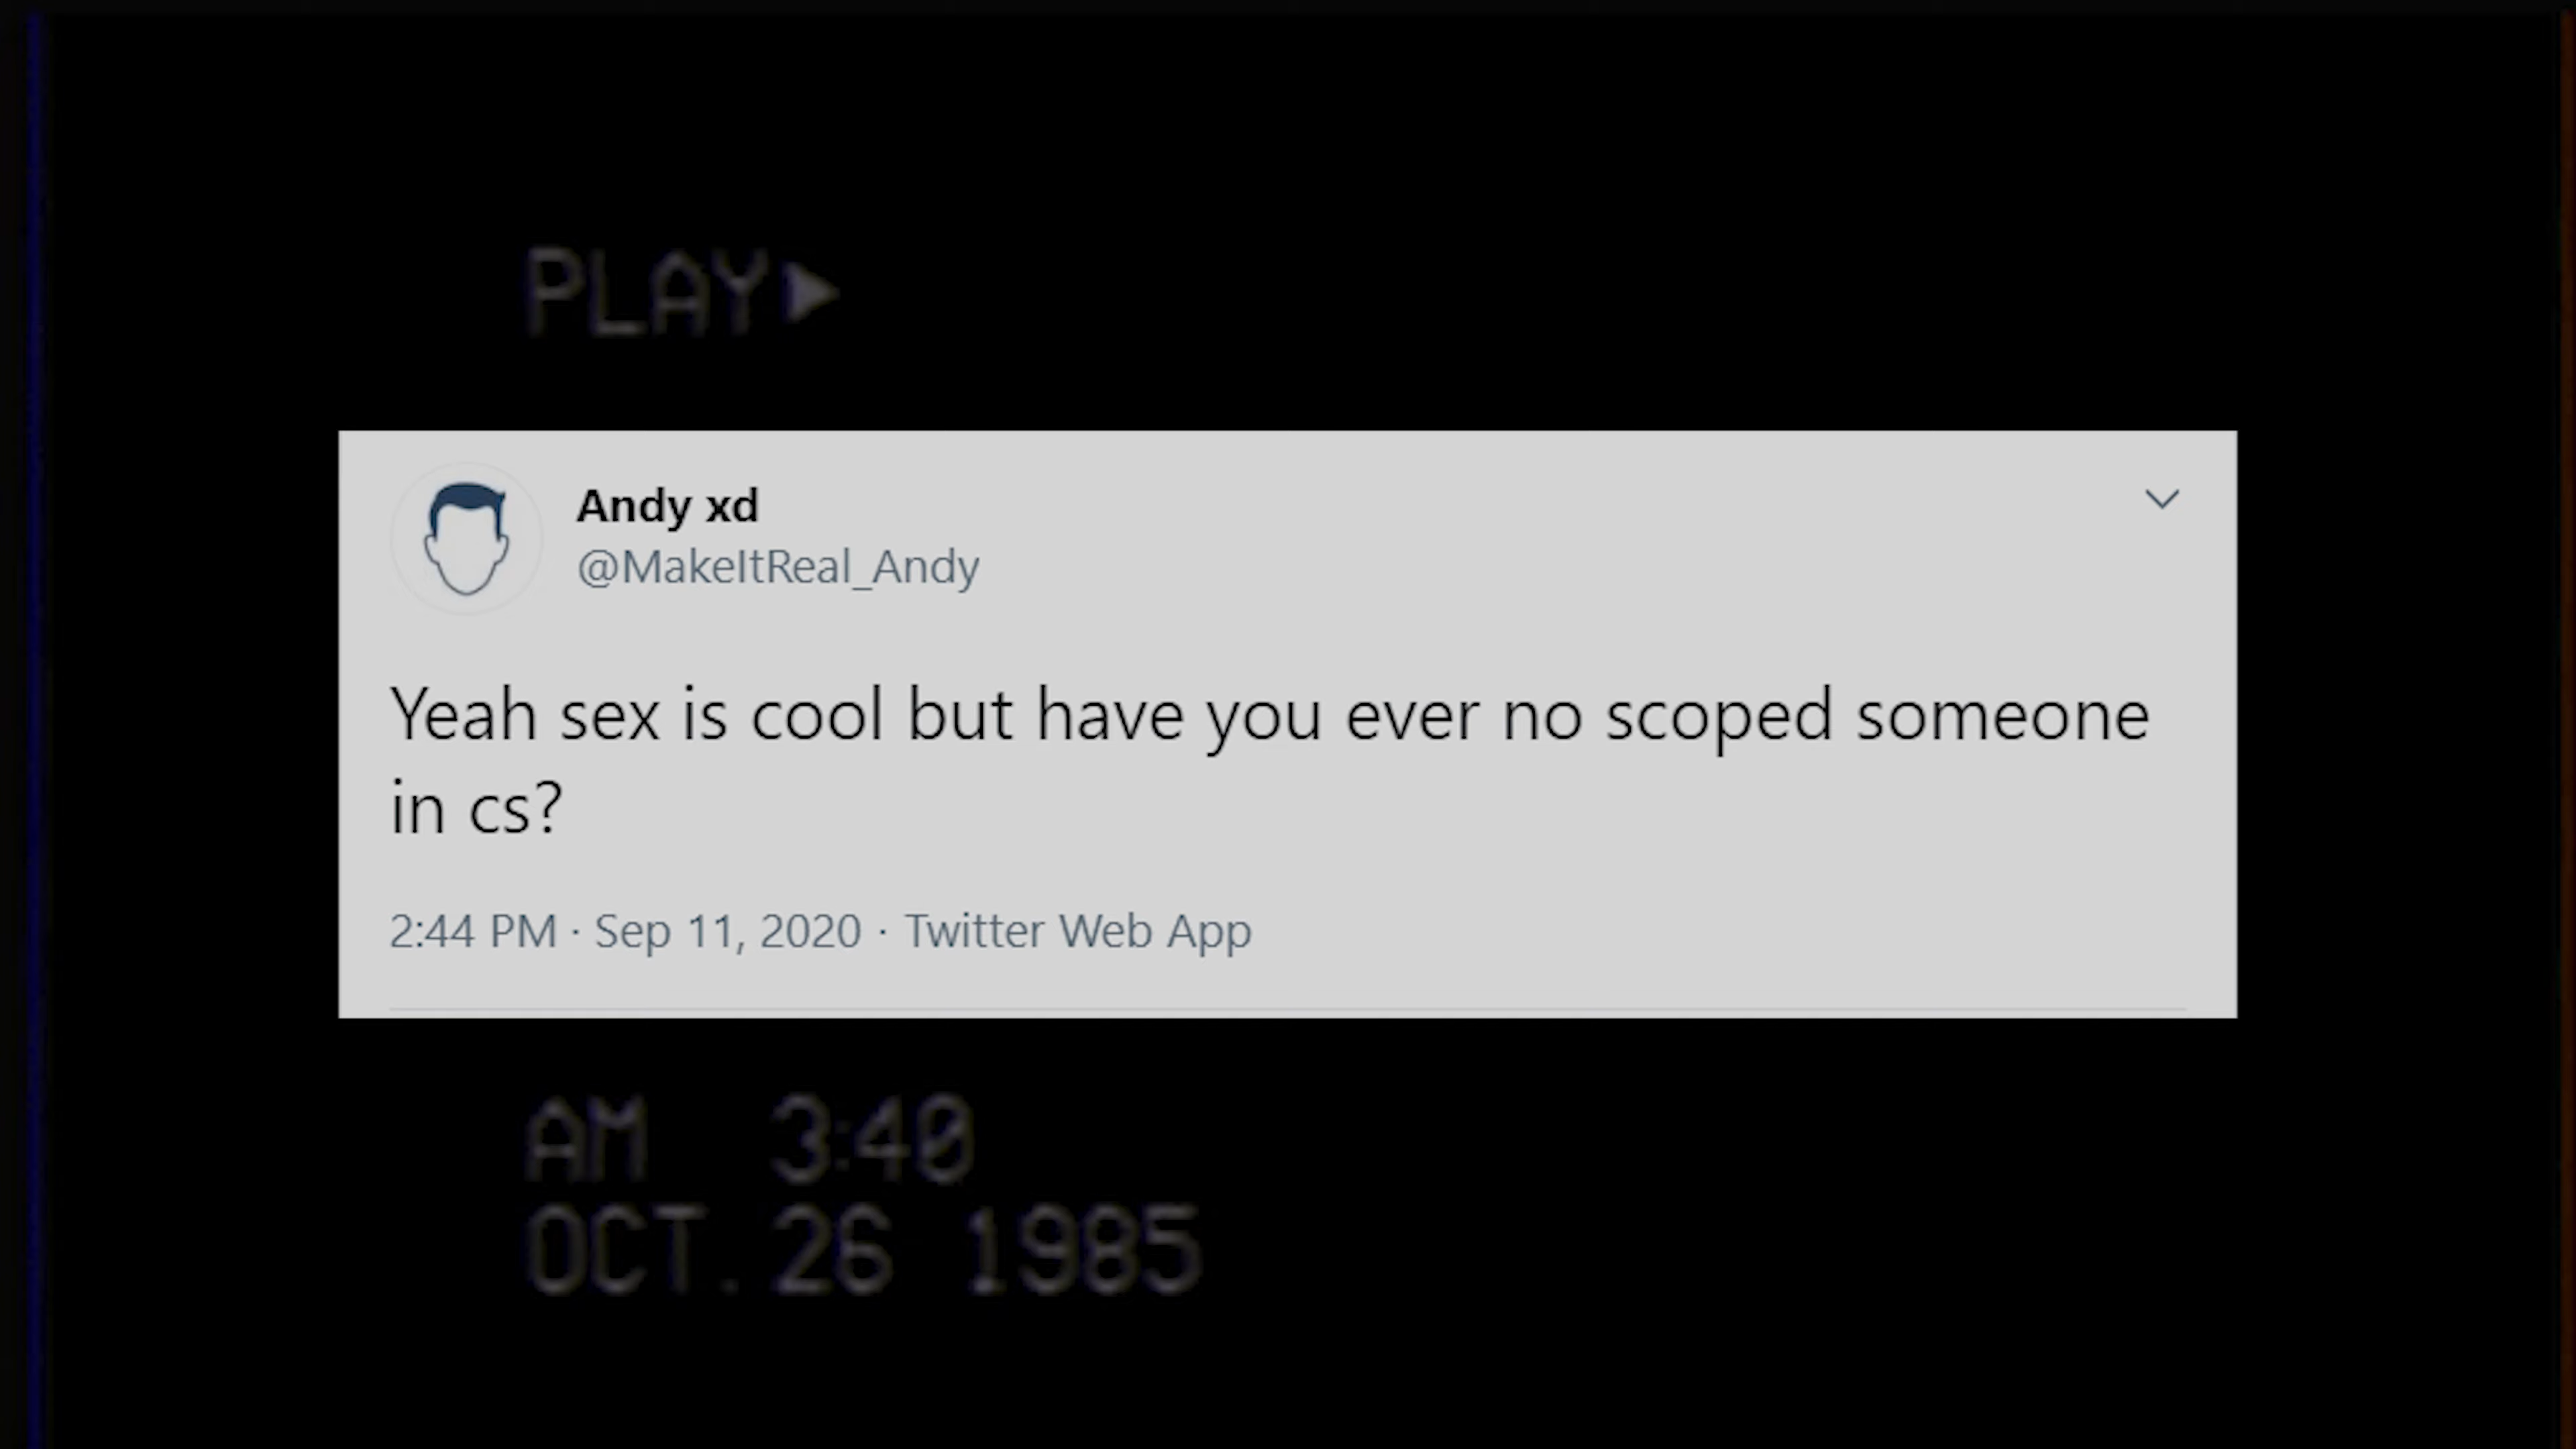 PLAY
Andy xd
@MakeItReal_Andy
Yeah sex is cool but have you ever no scoped someone
in cs?
2:44 PM · Sep 11, 2020 · Twitter Web App
AM 3:40
OCT. 26 1985